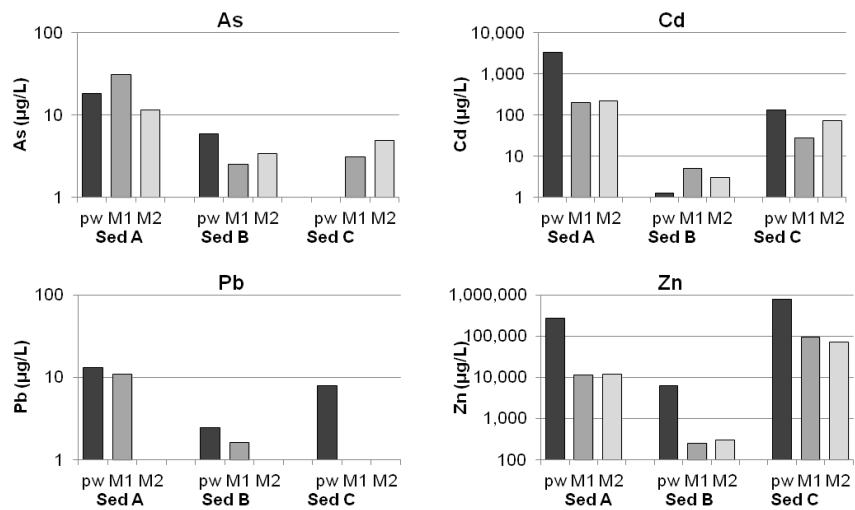 As
100
10
1
As (µg/L)
pw M1 M2 pw M1 M2 pw M1 M2
Sed A Sed B Sed C
Cd
10,000
1,000
100
10
1
Cd (µg/L)
pw M1 M2 pw M1 M2 pw M1 M2
Sed A Sed B Sed C
Pb
100
10
1
Pb (µg/L)
pw M1 M2 pw M1 M2 pw M1 M2
Sed A Sed B Sed C
Zn
1,000,000
100,000
10,000
1,000
100
Zn (µg/L)
pw M1 M2 pw M1 M2 pw M1 M2
Sed A Sed B Sed C